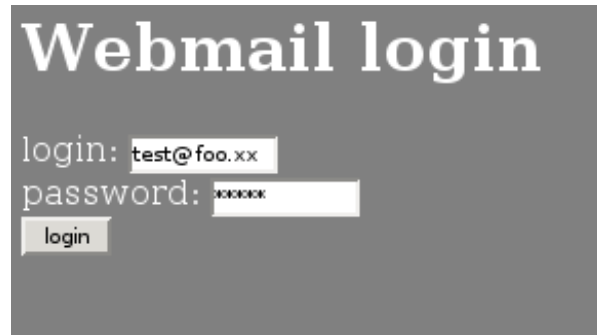 Webmail login
login: test@foo.xx
password: *****
login